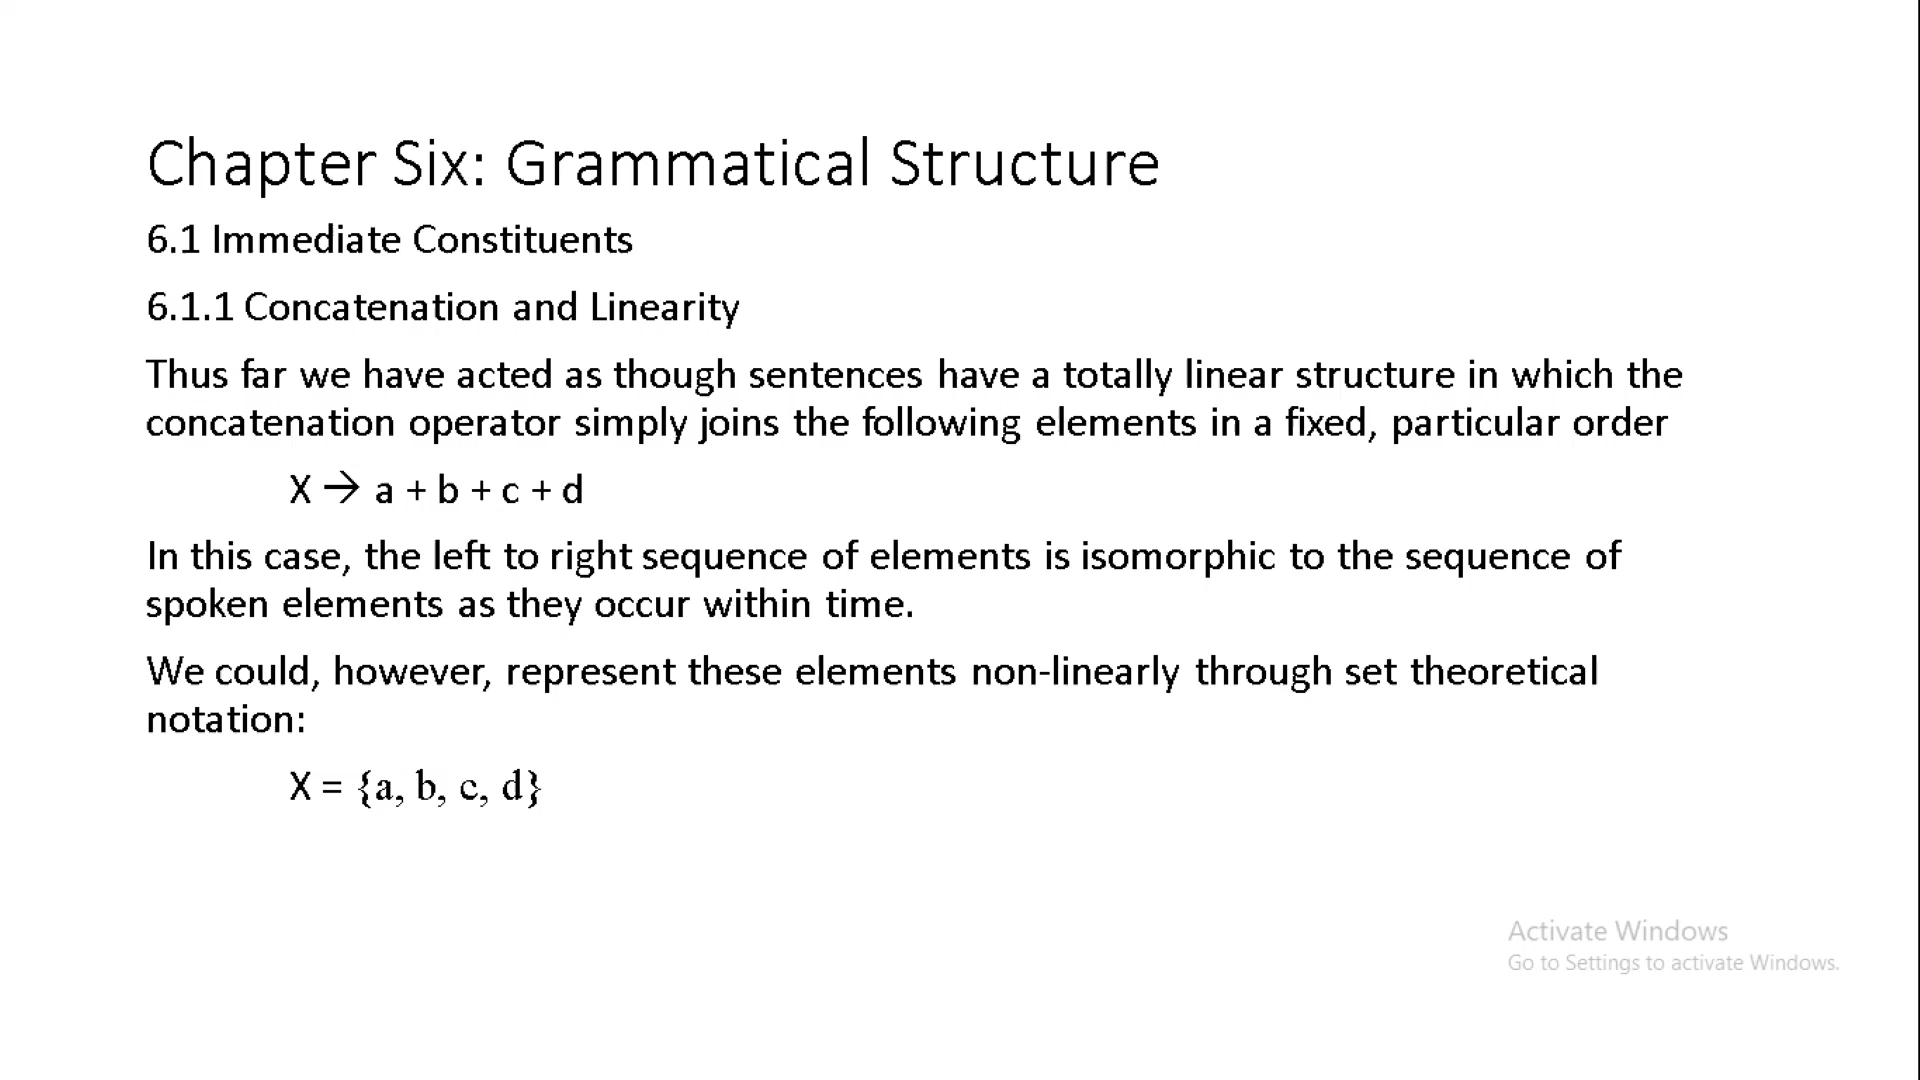 Chapter Six: Grammatical Structure
6.1 Immediate Constituents
6.1.1 Concatenation and Linearity
Thus far we have acted as though sentences have a totally linear structure in which the
concatenation operator simply joins the following elements in a fixed, particular order
X → a + b + c + d
In this case, the left to right sequence of elements is isomorphic to the sequence of
spoken elements as they occur within time.
We could, however, represent these elements non-linearly through set theoretical
notation:
X = {a, b, c, d}
Activate Windows
Go to Settings to activate Windows.